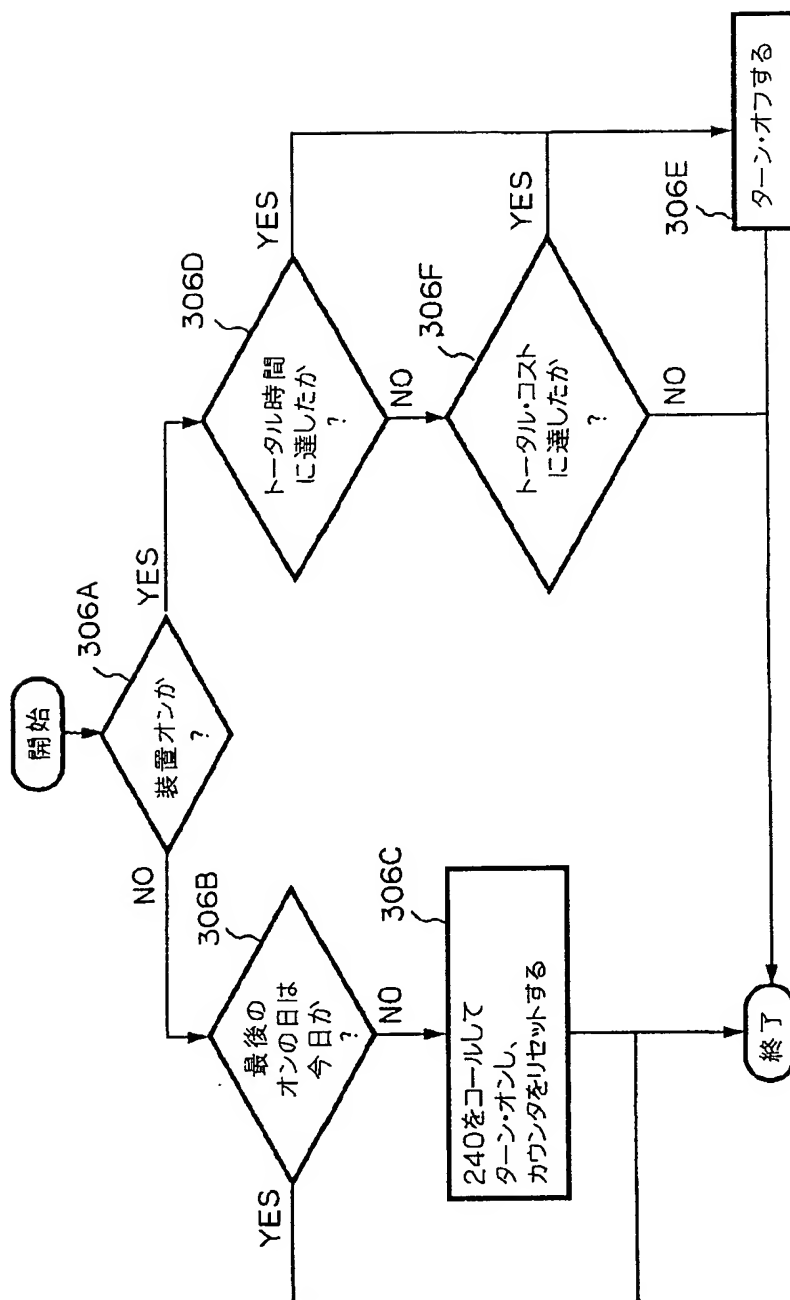 開始
306A
装置オンか
?
NO
YES
306B
最後の
オンの日は
今日か
?
YES
NO
306C
240をコールして
ターン・オンし、
カウンタをリセットする
306D
トータル時間
に達したか
?
YES
NO
306F
トータル・コスト
に達したか
?
YES
NO
306E
ターン・オフする
終了